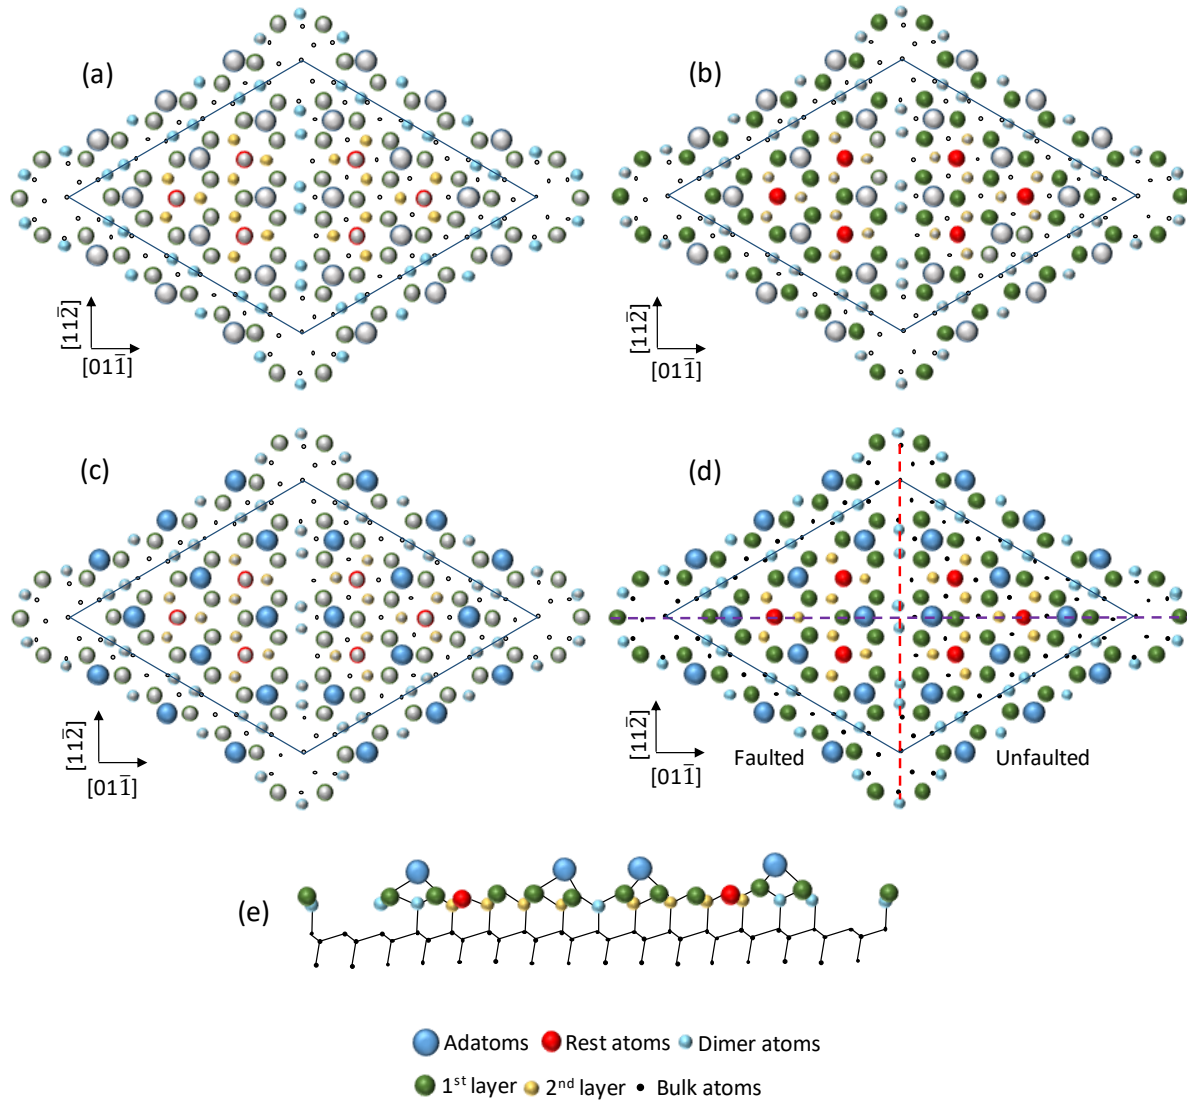 (a)
(b)
[112̄]
[011̄]
[112̄]
[011̄]
(c)
(d)
[112̄]
[011̄]
[112̄]
[011̄]
Faulted
Unfaulted
(e)
Adatoms Rest atoms Dimer atoms
1st layer 2nd layer Bulk atoms